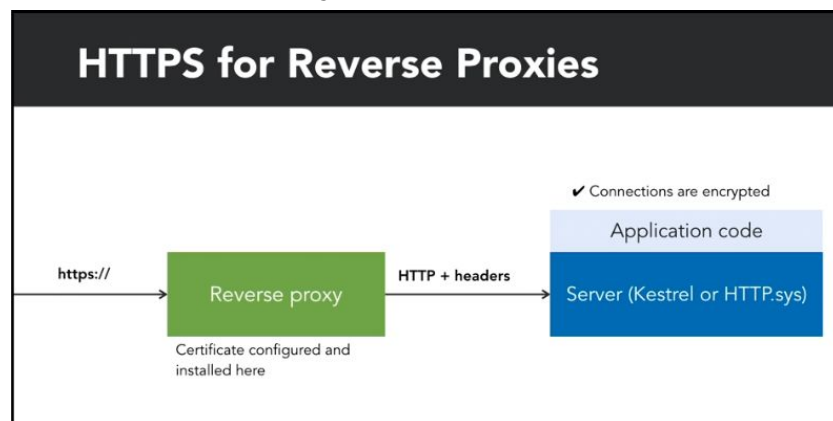 HTTPS for Reverse Proxies
✔ Connections are encrypted
Application code
https://
Reverse proxy
HTTP + headers
Server (Kestrel or HTTP.sys)
Certificate configured and
installed here